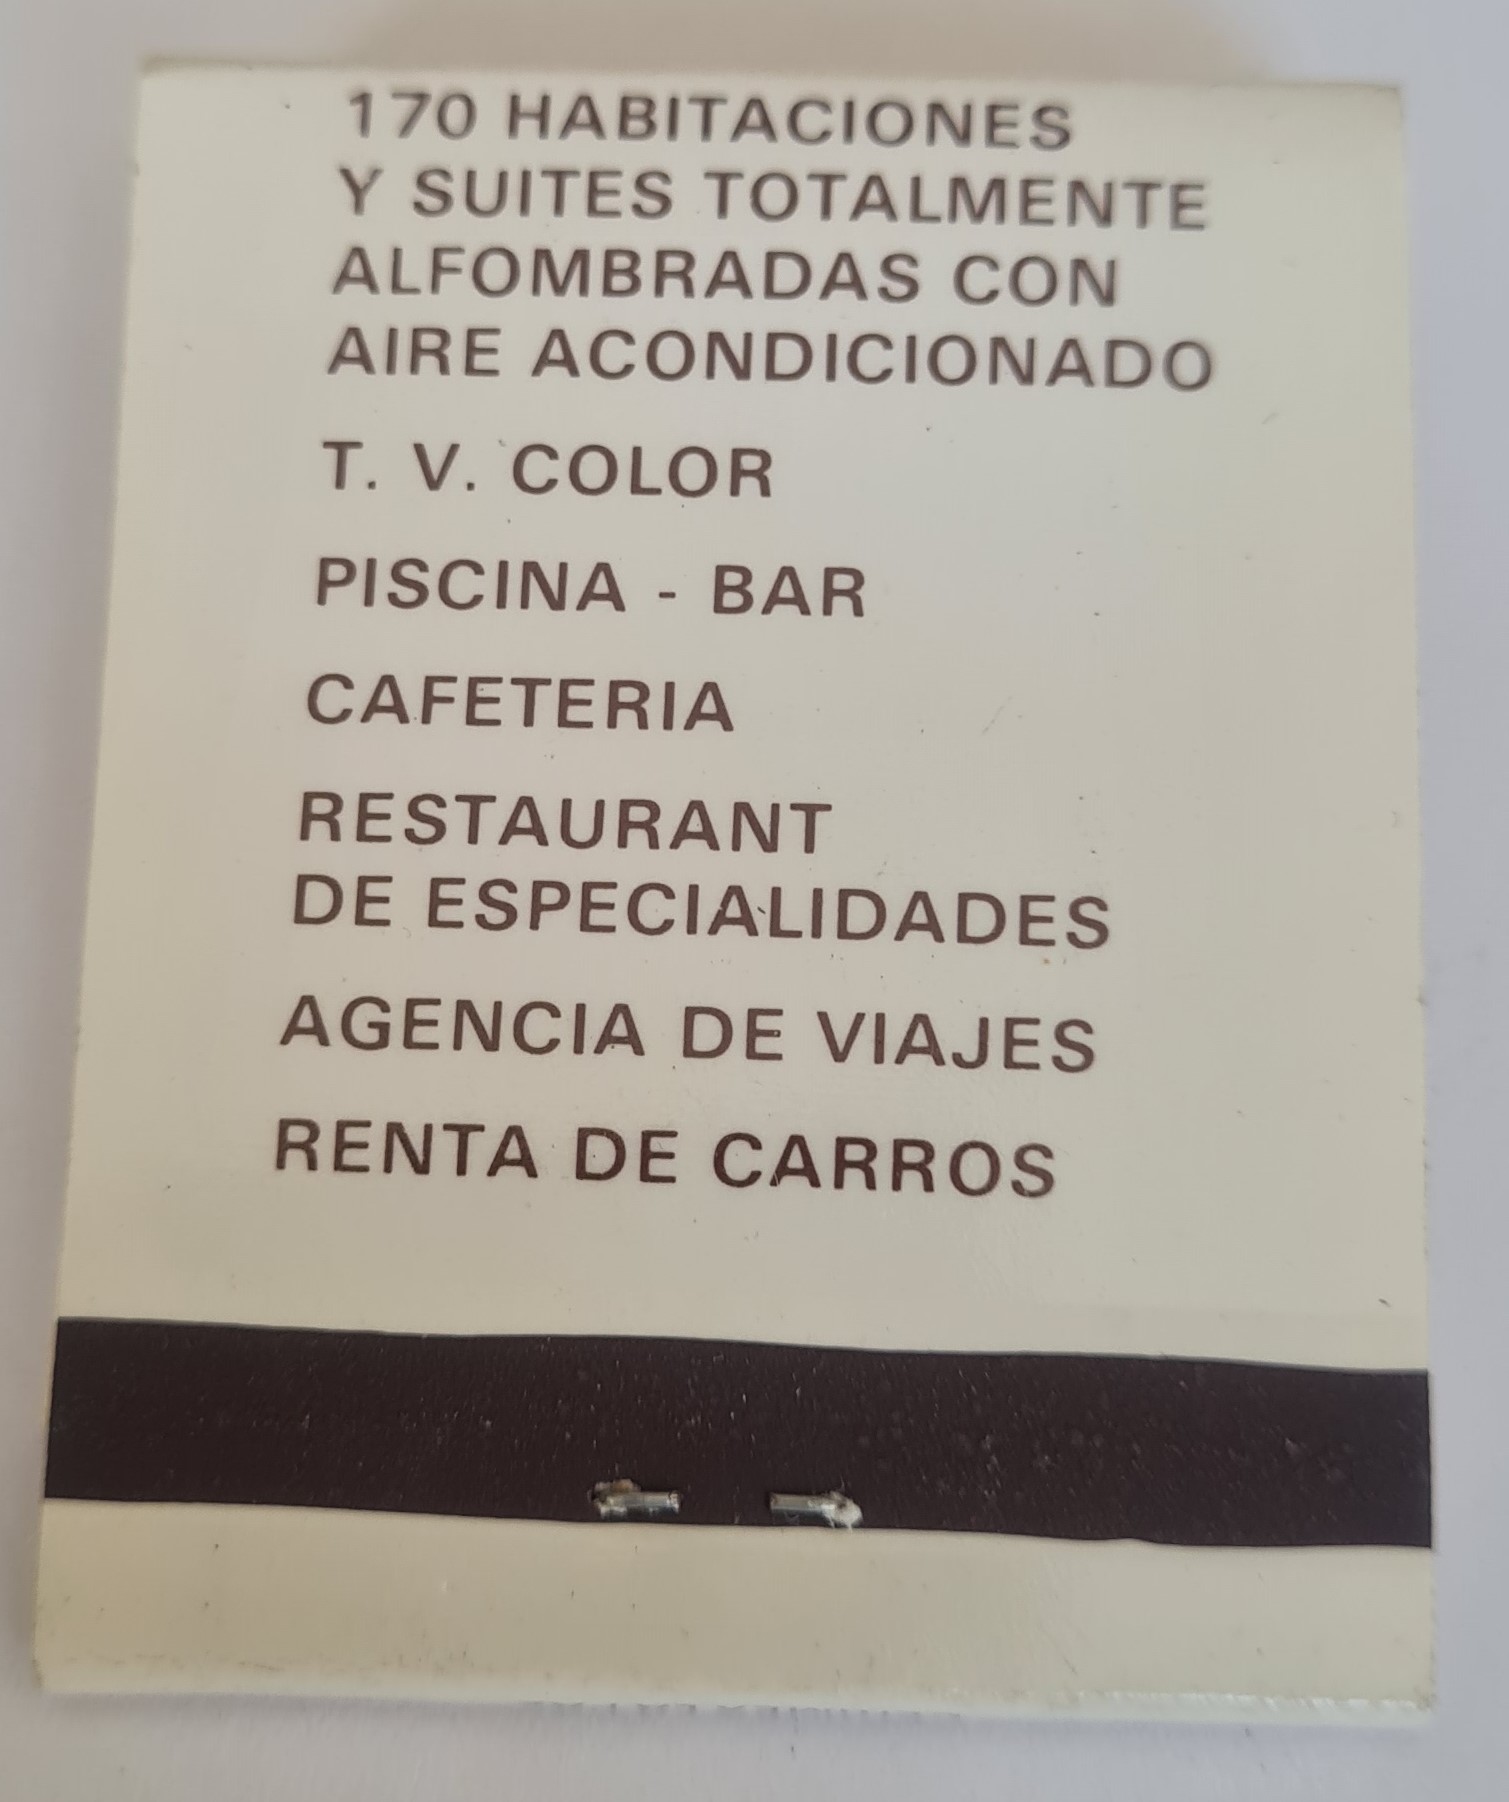 170 HABITACIONES
Y SUITES TOTALMENTE
ALFOMBRADAS CON
AIRE ACONDICIONADO
T. V. COLOR
PISCINA - BAR
CAFETERIA
RESTAURANT
DE ESPECIALIDADES
AGENCIA DE VIAJES
RENTA DE CARROS